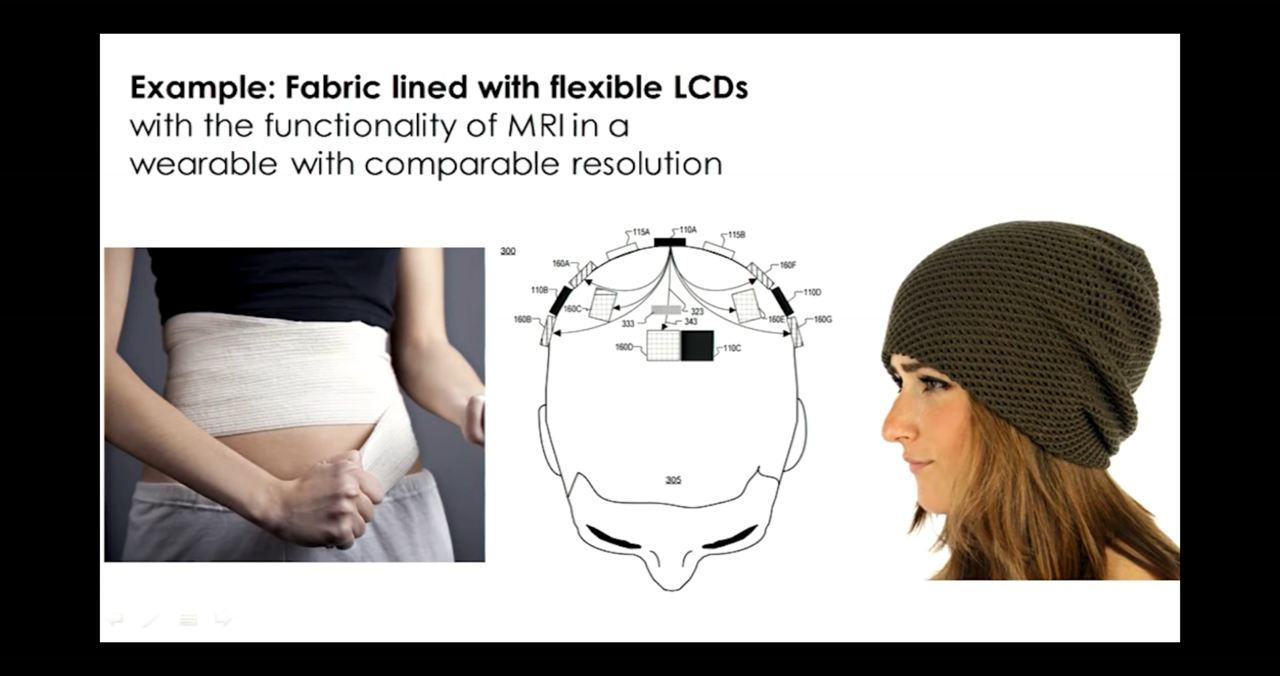 Example: Fabric lined with flexible LCDs
with the functionality of MRI in a
wearable with comparable resolution
300
115A
110A
115B
160A
160F
110B
110D
160C
160E
160B
160G
323
333
343
160D
110C
305